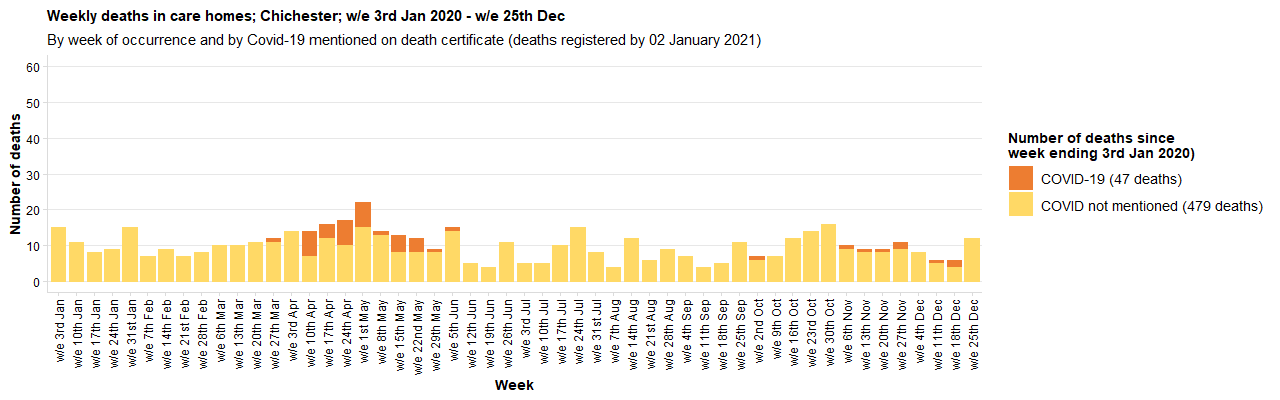 Weekly deaths in care homes; Chichester; w/e 3rd Jan 2020 - w/e 25th Dec
By week of occurrence and by Covid-19 mentioned on death certificate (deaths registered by 02 January 2021)
Number of deaths
60
50
40
30
20
10
0
w/e 3rd Jan
w/e 10th Jan
w/e 17th Jan
w/e 24th Jan
w/e 31st Jan
w/e 7th Feb
w/e 14th Feb
w/e 21st Feb
w/e 28th Feb
w/e 6th Mar
w/e 13th Mar
w/e 20th Mar
w/e 27th Mar
w/e 3rd Apr
w/e 10th Apr
w/e 17th Apr
w/e 24th Apr
w/e 1st May
w/e 8th May
w/e 15th May
w/e 22nd May
w/e 29th May
w/e 5th Jun
w/e 12th Jun
w/e 19th Jun
w/e 26th Jun
w/e 3rd Jul
w/e 10th Jul
w/e 17th Jul
w/e 24th Jul
w/e 31st Jul
w/e 7th Aug
w/e 14th Aug
w/e 21st Aug
w/e 28th Aug
w/e 4th Sep
w/e 11th Sep
w/e 18th Sep
w/e 25th Sep
w/e 2nd Oct
w/e 9th Oct
w/e 16th Oct
w/e 23rd Oct
w/e 30th Oct
w/e 6th Nov
w/e 13th Nov
w/e 20th Nov
w/e 27th Nov
w/e 4th Dec
w/e 11th Dec
w/e 18th Dec
w/e 25th Dec
Week
Number of deaths since
week ending 3rd Jan 2020)
COVID-19 (47 deaths)
COVID not mentioned (479 deaths)